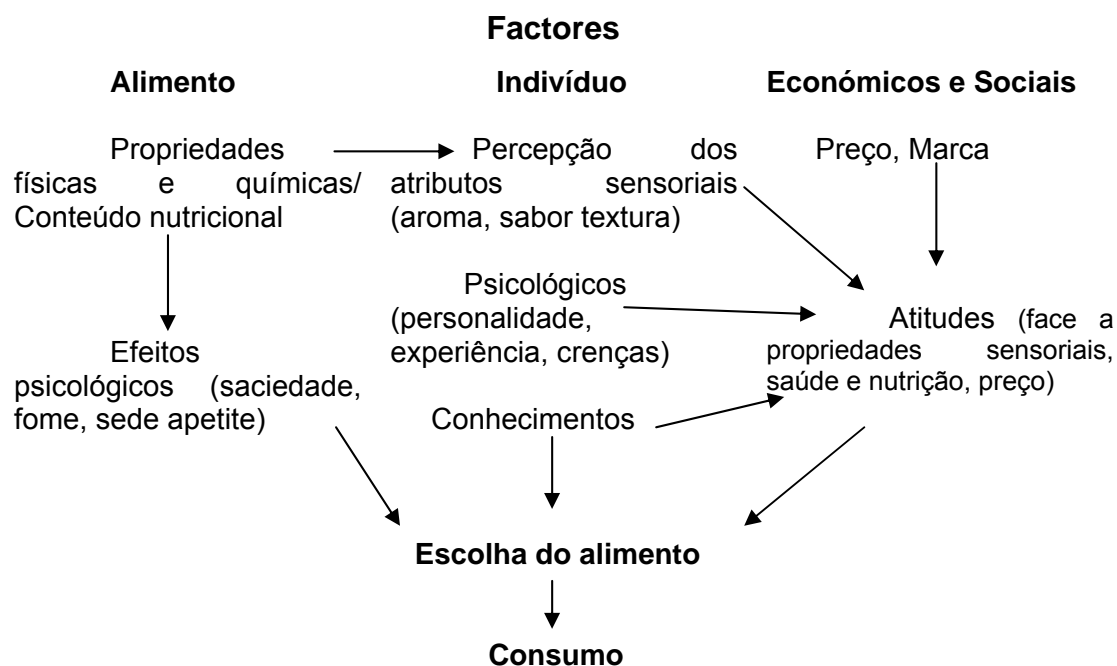 Factores
Alimento
Indivíduo
Económicos e Sociais
Propriedades
físicas e químicas/
Conteúdo nutricional
Percepção dos
atributos sensoriais
(aroma, sabor textura)
Preço, Marca
Psicológicos
(personalidade,
experiência, crenças)
Atitudes (face a
propriedades sensoriais,
saúde e nutrição, preço)
Efeitos
psicológicos (saciedade,
fome, sede apetite)
Conhecimentos
Escolha do alimento
Consumo